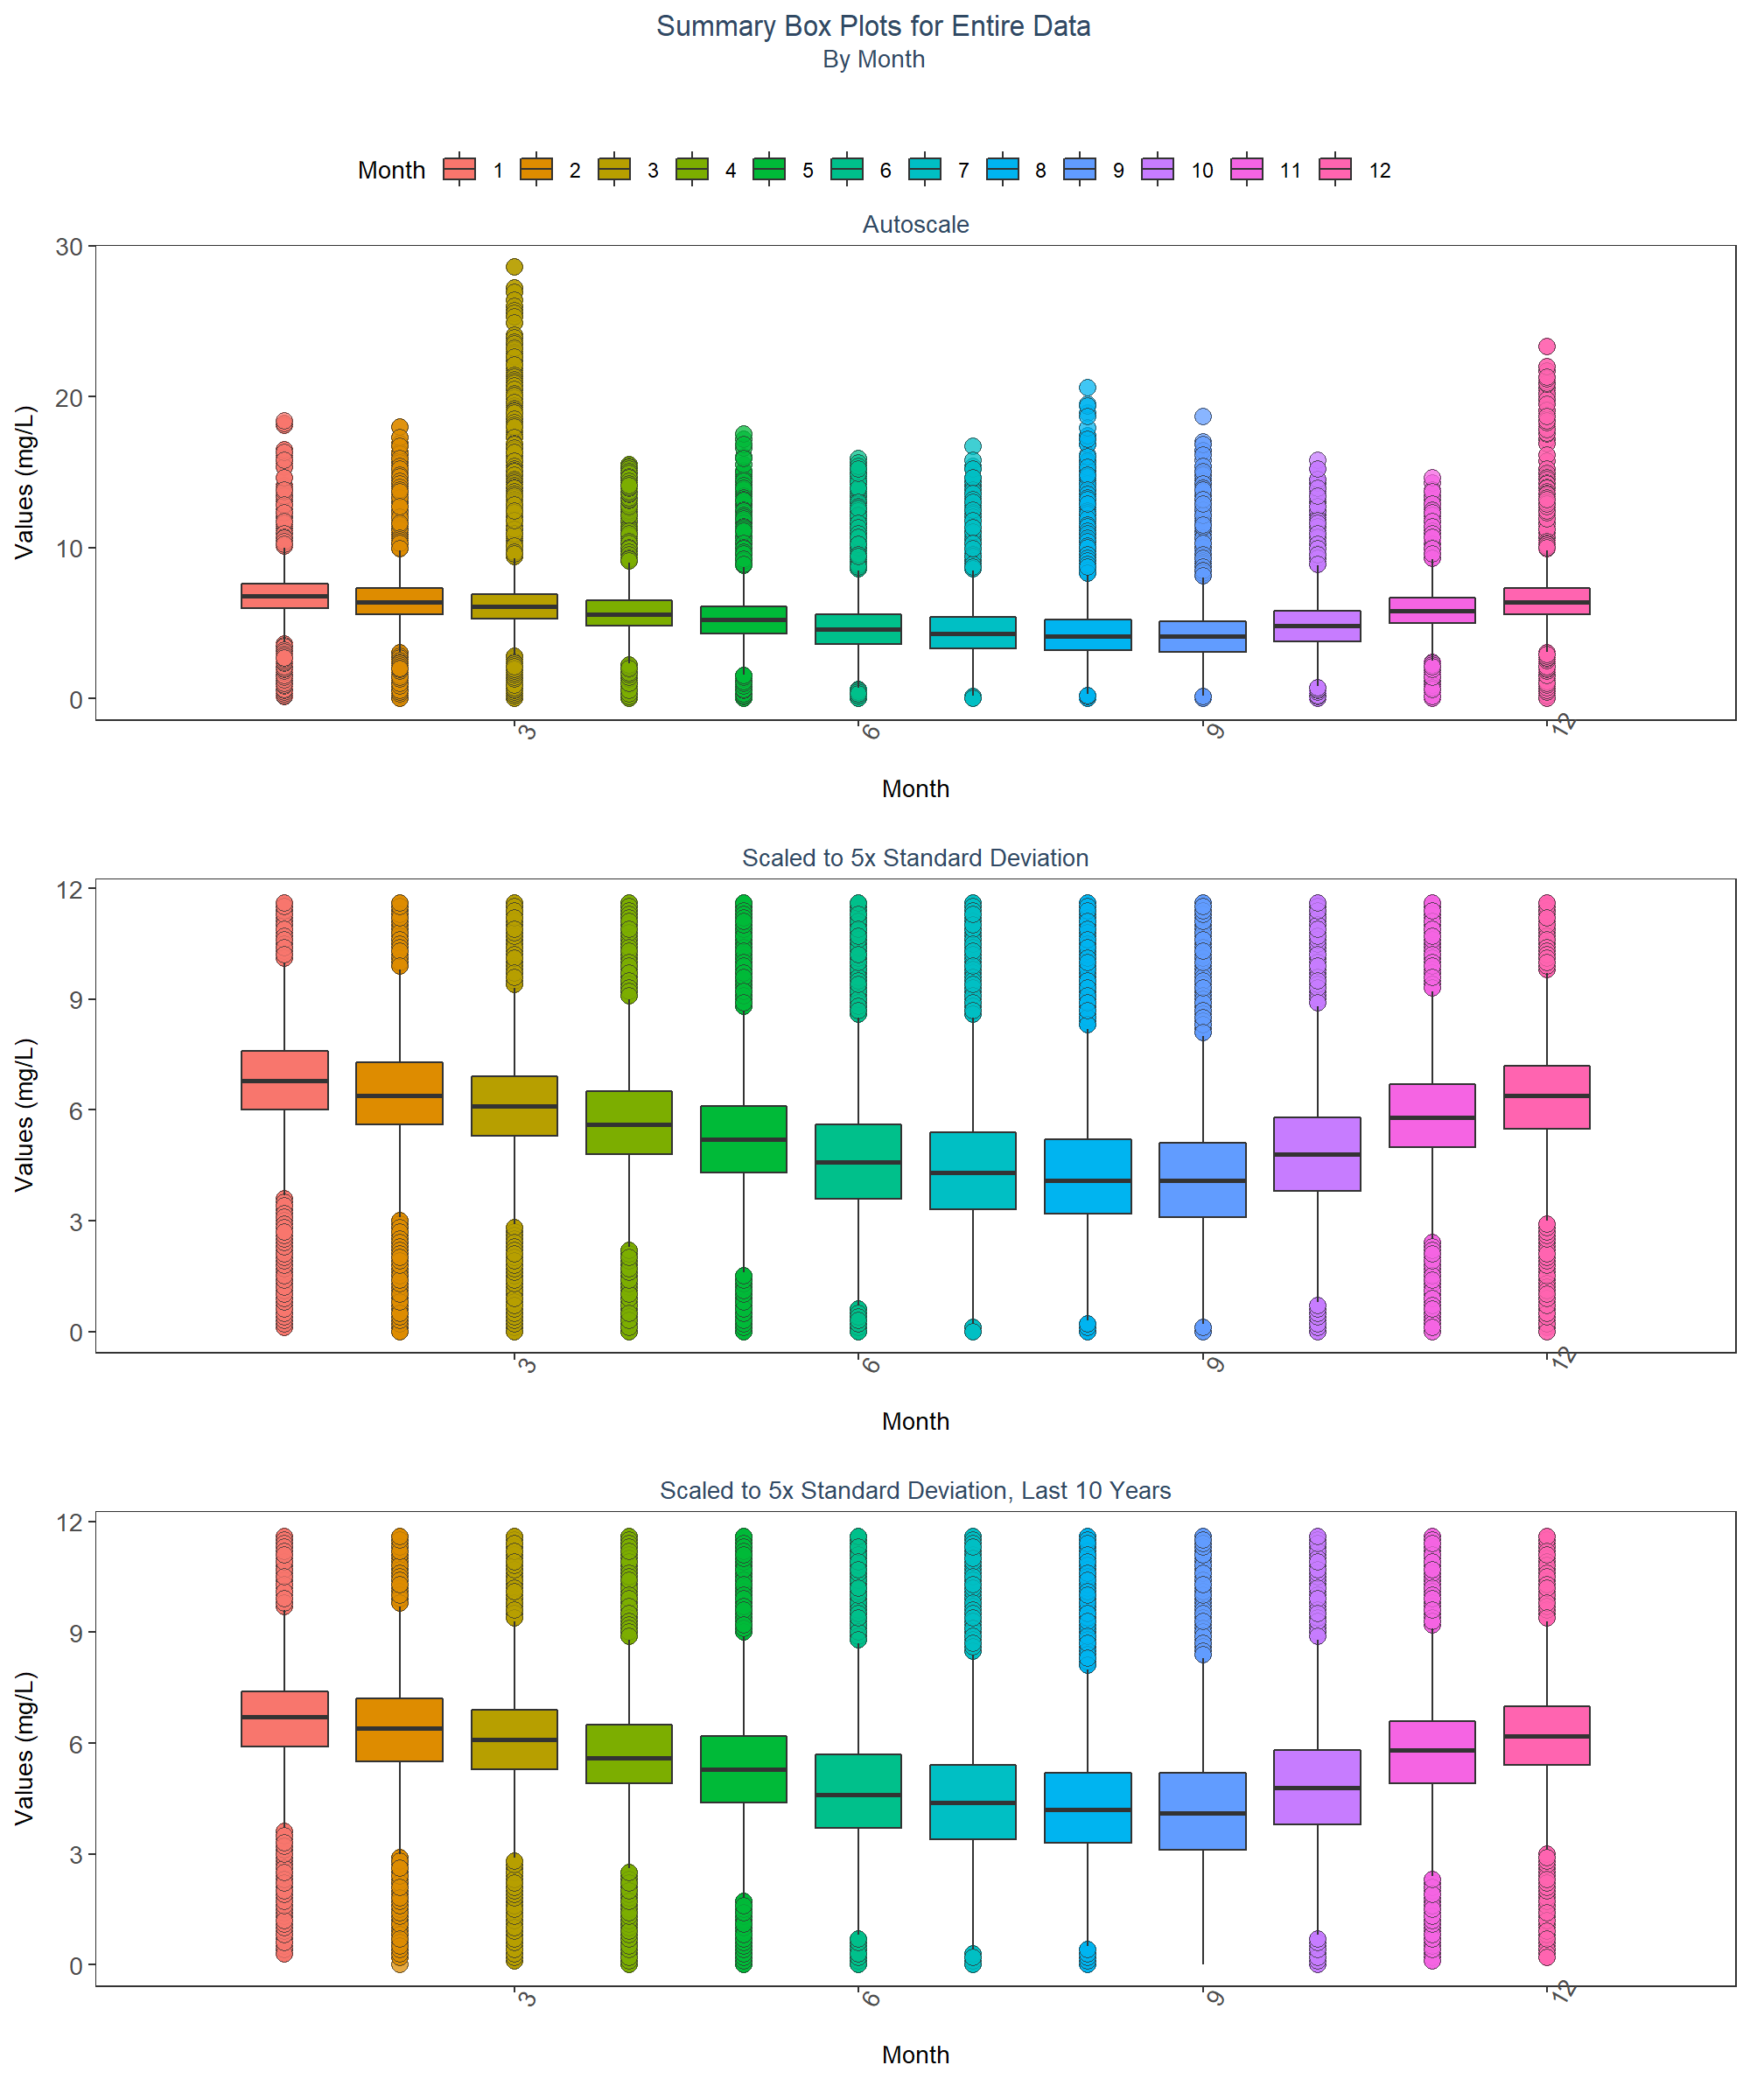 Summary Box Plots for Entire Data
By Month
Month 1 2 3 4 5 6 7 8 9 10 11 12
Autoscale
Values (mg/L)
30
20
10
0
3 6 9 12
Month
Scaled to 5x Standard Deviation
Values (mg/L)
12
9
6
3
0
3 6 9 12
Month
Scaled to 5x Standard Deviation, Last 10 Years
Values (mg/L)
12
9
6
3
0
3 6 9 12
Month